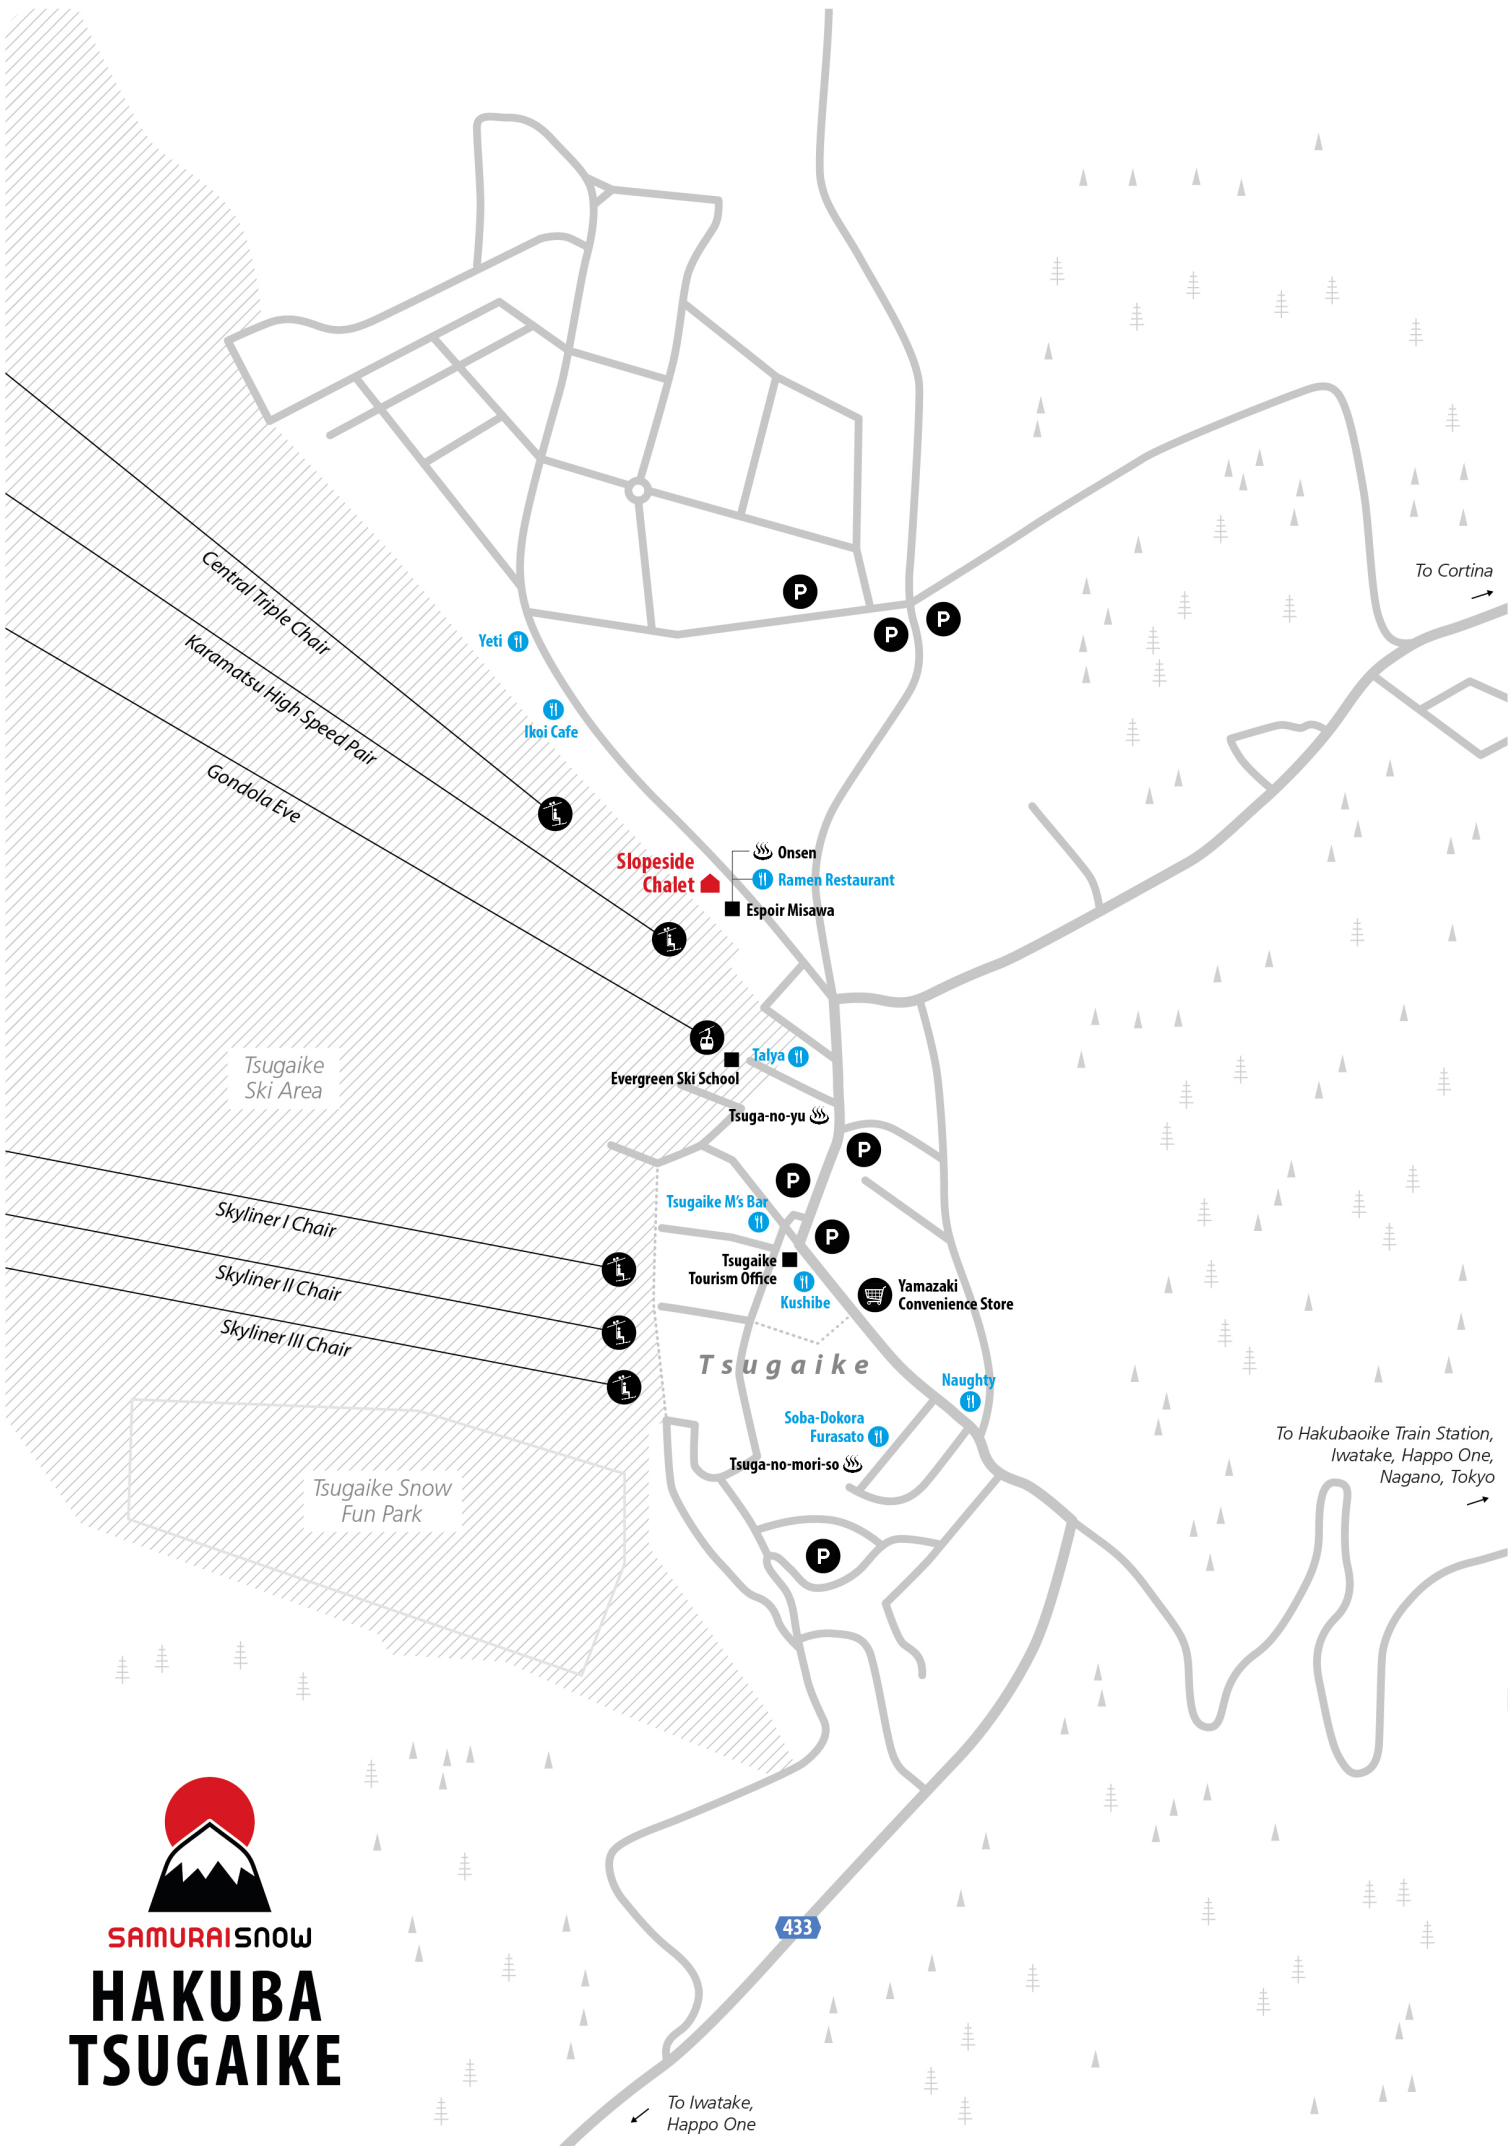 To Cortina
Central Triple Chair
Karamatsu High Speed Pair
Gondola Eve
P
P
P
Yeti
Ikoi Cafe
Slopeside
Chalet
Onsen
Ramen Restaurant
Espoir Misawa
Tsugaike
Ski Area
Talya
Evergreen Ski School
Tsuga-no-yu
P
P
P
Tsugaike M's Bar
Skyliner I Chair
Skyliner II Chair
Skyliner III Chair
Tsugaike
Tourism Office
Kushibe
Yamazaki
Convenience Store
Tsugaike
Naughty
Soba-Dokora
Furasato
Tsuga-no-mori-so
To Hakubaoike Train Station,
Iwatake, Happo One,
Nagano, Tokyo
Tsugaike Snow
Fun Park
P
433
SAMURAISNOW
HAKUBA
TSUGAIKE
To Iwatake,
Happo One